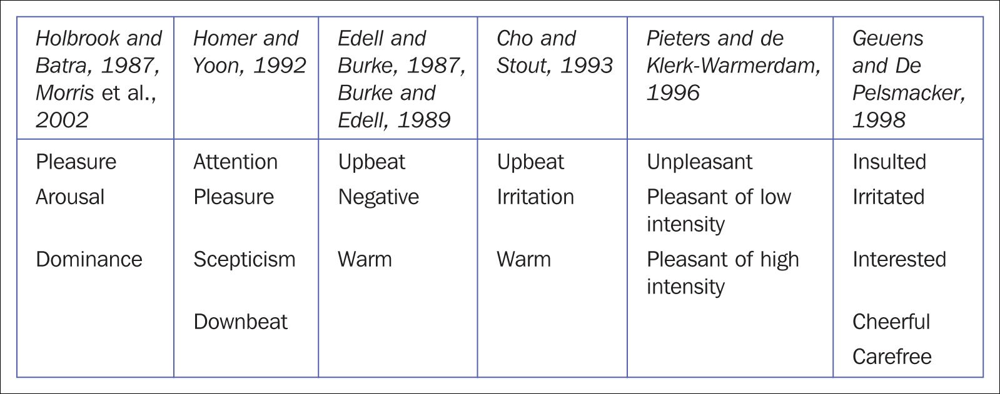 Holbrook and
Batra, 1987,
Morris et al.,
2002
Homer and
Yoon, 1992
Edell and
Burke, 1987,
Burke and
Edell, 1989
Cho and
Stout, 1993
Pieters and de
Klerk-Warmerdam,
1996
Geuens
and De
Pelsmacker,
1998
Pleasure
Attention
Upbeat
Upbeat
Unpleasant
Insulted
Arousal
Pleasure
Negative
Irritation
Pleasant of low
intensity
Irritated
Dominance
Scepticism
Warm
Warm
Pleasant of high
intensity
Interested
Downbeat
Cheerful
Carefree